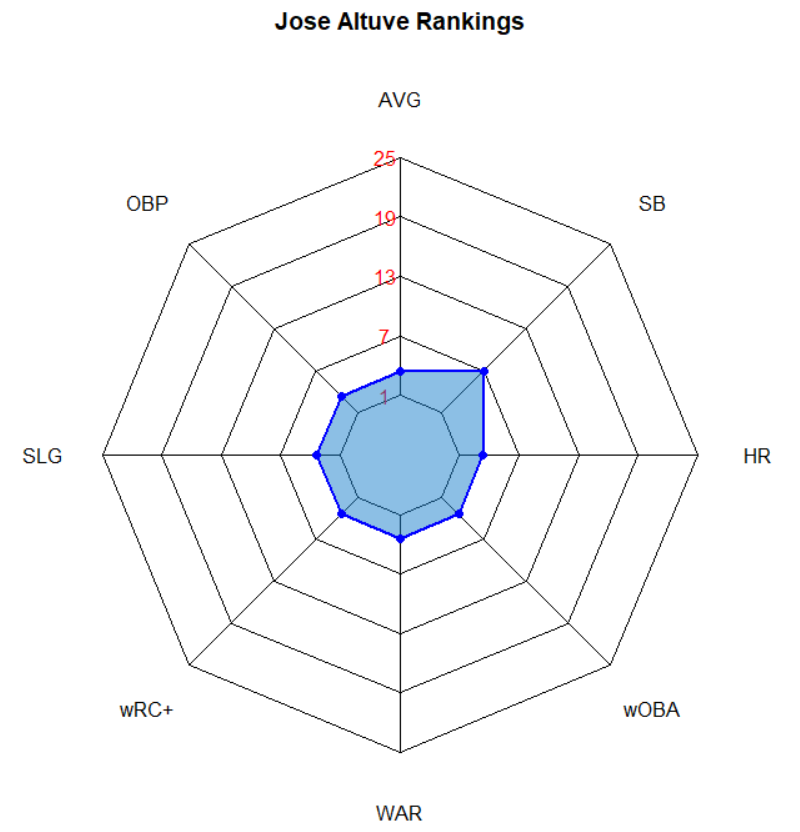 Jose Altuve Rankings
AVG
25
OBP
SB
19
13
7
1
SLG
HR
wRC+
wOBA
WAR